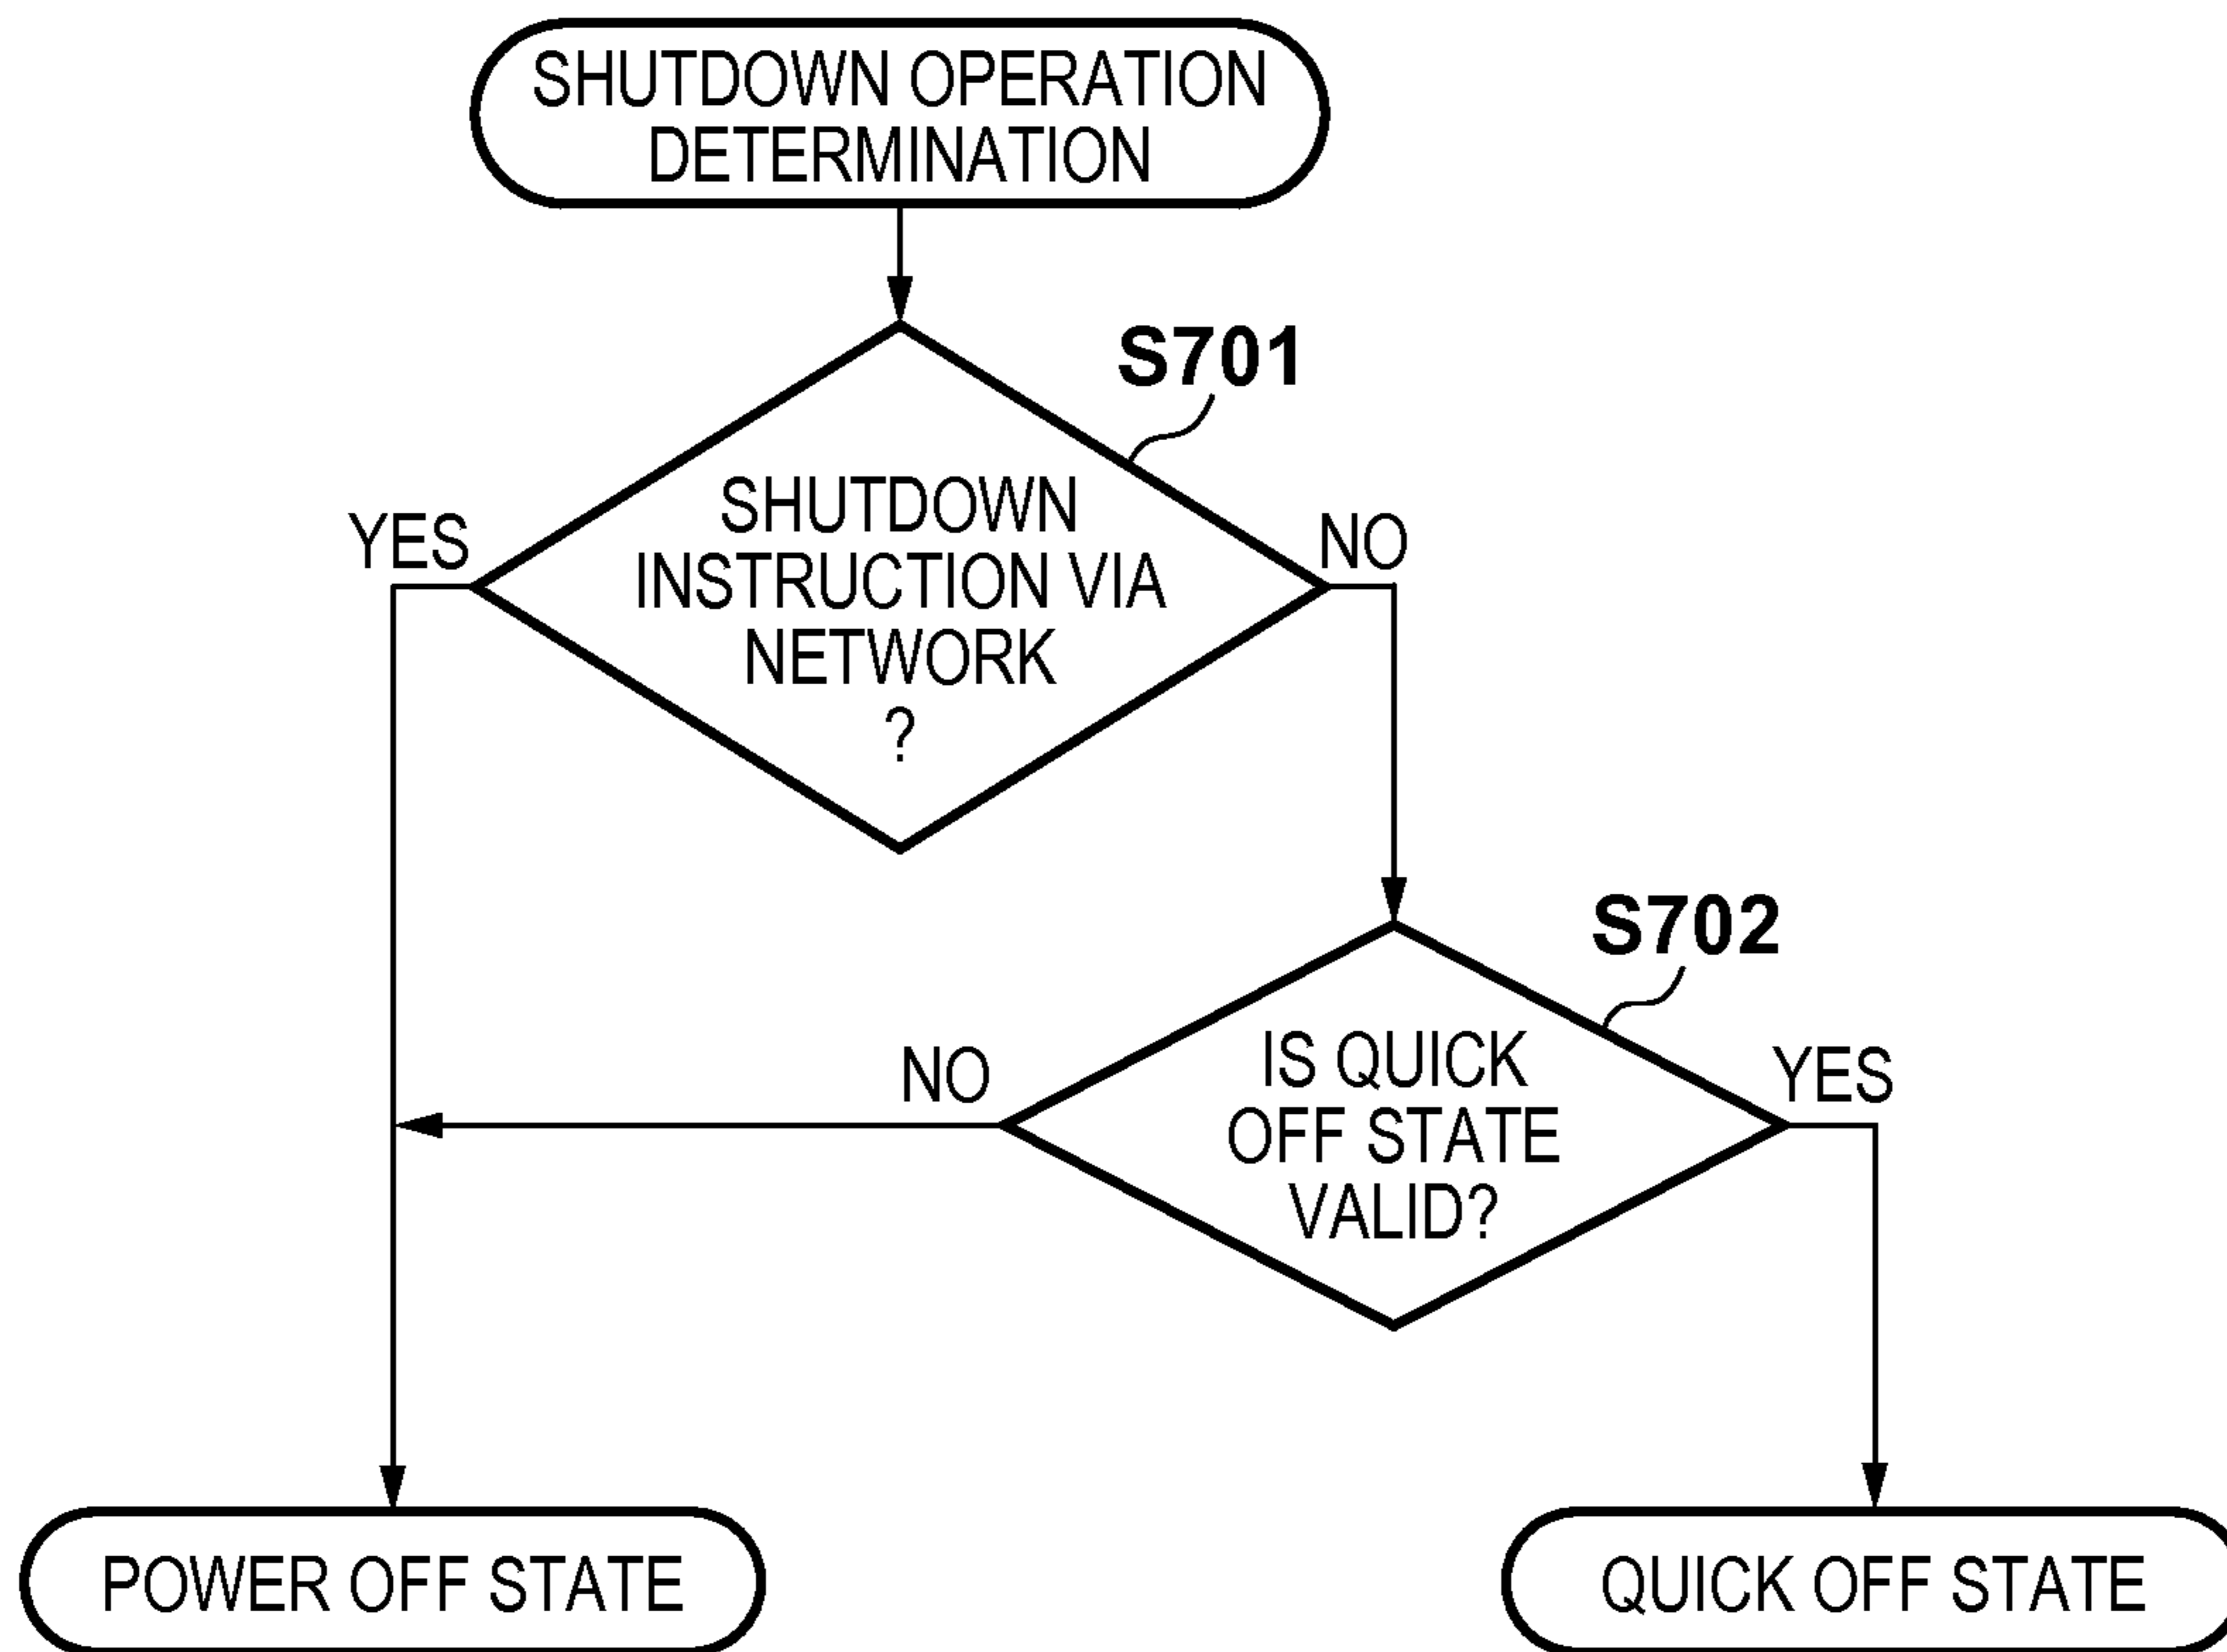 SHUTDOWN OPERATION
DETERMINATION
S701
SHUTDOWN
INSTRUCTION VIA
NETWORK
?
YES
NO
S702
IS QUICK
OFF STATE
VALID?
NO
YES
POWER OFF STATE
QUICK OFF STATE